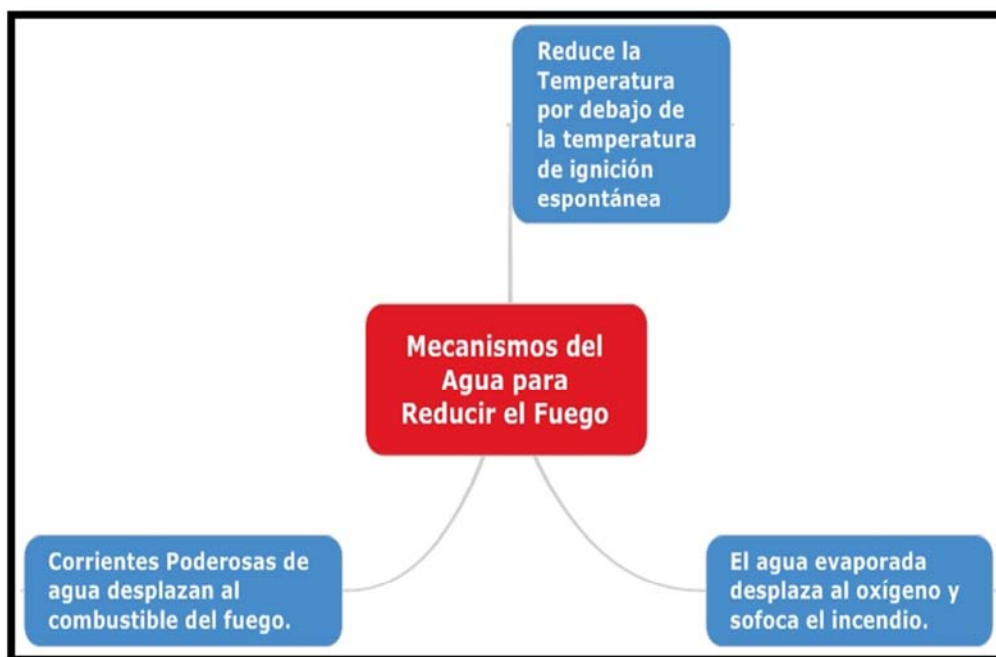 Reduce la
Temperatura
por debajo de
la temperatura
de ignición
espontánea
Mecanismos del
Agua para
Reducir el Fuego
Corrientes Poderosas de
agua desplazan al
combustible del fuego.
El agua evaporada
desplaza al oxígeno y
sofoca el incendio.